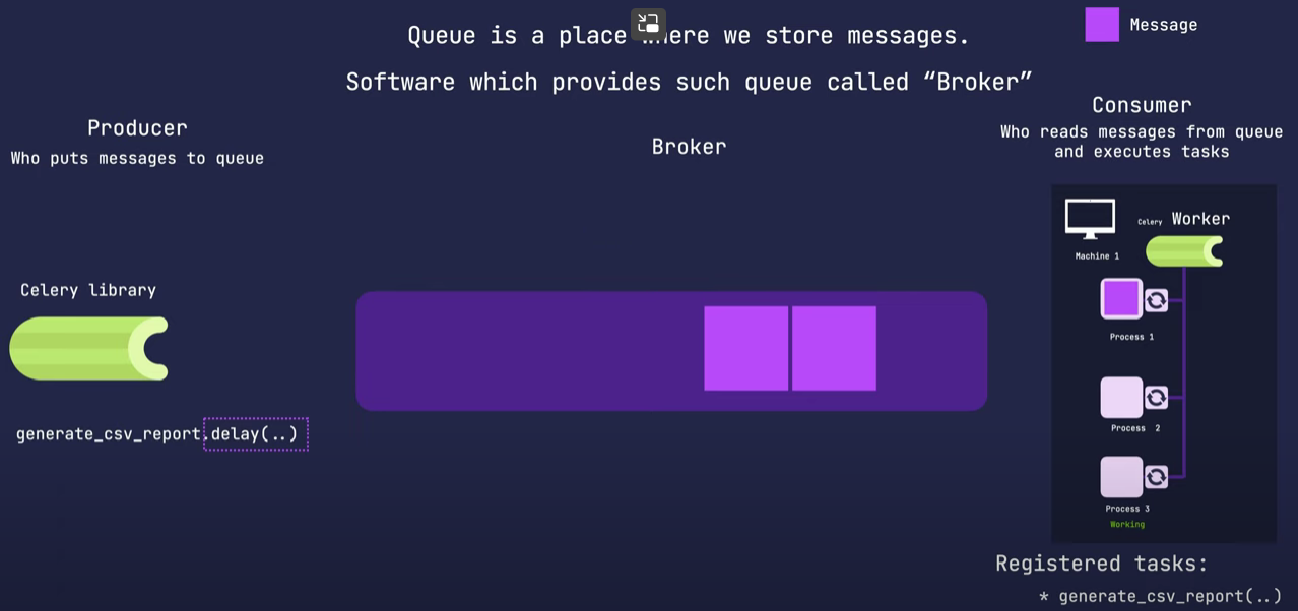 Queue is a place where we store messages.
Message
Software which provides such queue called “Broker”
Producer
Who puts messages to queue
Broker
Consumer
Who reads messages from queue
and executes tasks
Celery library
generate_csv_report.delay(..)
Celery Worker
Machine 1
Process 1
Process 2
Process 3
Working
Registered tasks:
* generate_csv_report(..)